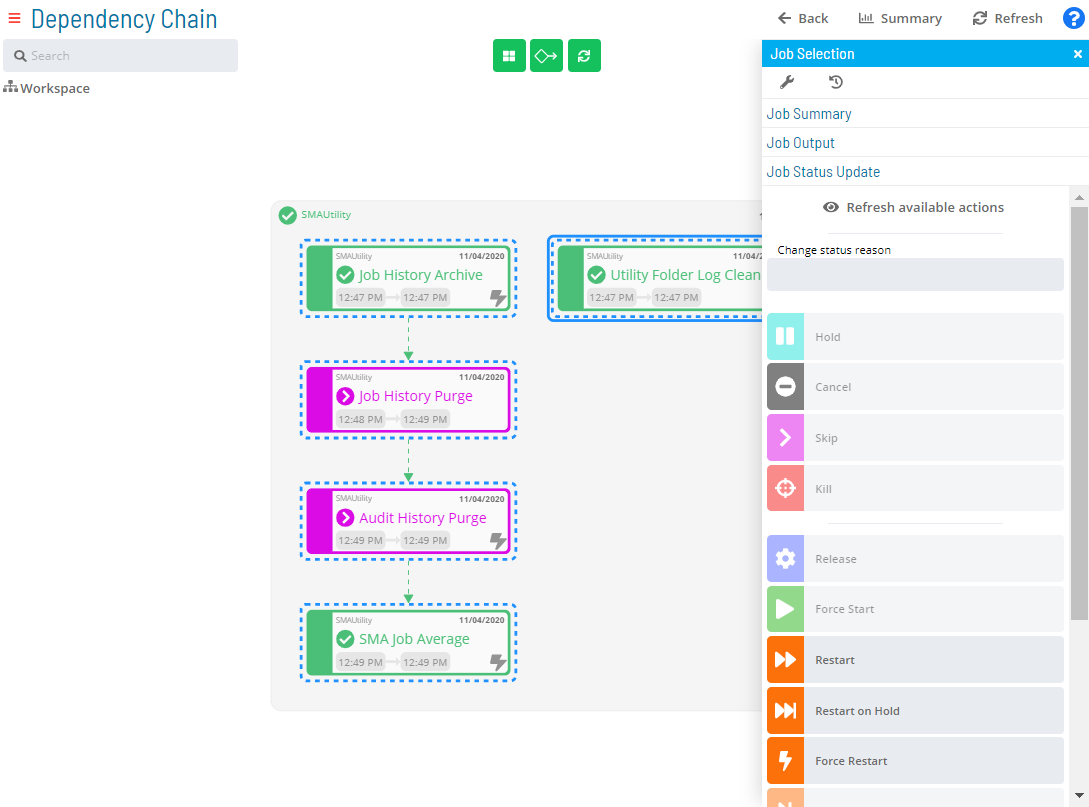 Dependency Chain
Back
Summary
Refresh
?
Search
Workspace
SMAUtility
SMAUtility 11/04/2020
Job History Archive
12:47 PM 12:47 PM
SMAUtility
Utility Folder Log Clean
12:47 PM 12:47 PM
SMAUtility 11/04/2020
Job History Purge
12:48 PM 12:49 PM
SMAUtility 11/04/2020
Audit History Purge
12:49 PM 12:49 PM
SMAUtility 11/04/2020
SMA Job Average
12:49 PM 12:49 PM
Job Selection
Job Summary
Job Output
Job Status Update
Refresh available actions
Change status reason
Hold
Cancel
Skip
Kill
Release
Force Start
Restart
Restart on Hold
Force Restart